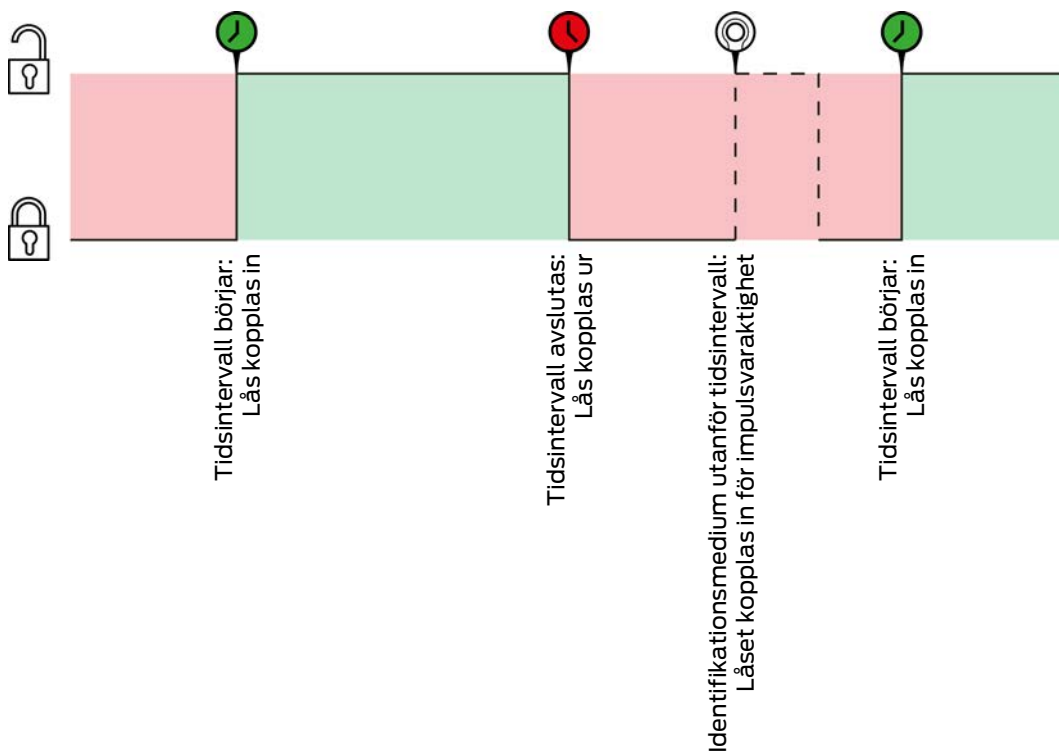 Tidsintervall börjar:
Lås kopplas in
Tidsintervall avslutas:
Lås kopplas ur
Identifikationsmedium utanför tidsintervall:
Låset kopplas in för impulsvaraktighet
Tidsintervall börjar:
Lås kopplas in